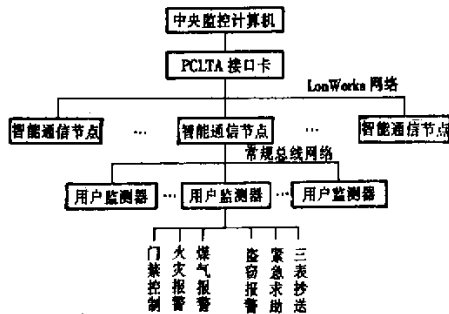 中央监控计算机
PCLTA 接口卡
LonWorks 网络
智能通信节点 … 智能通信节点 … 智能通信节点
常规总线网络
用户监测器 … 用户监测器 … 用户监测器
门禁控制
火灾报警
煤气报警
盗窃报警
紧急求助
三表抄送